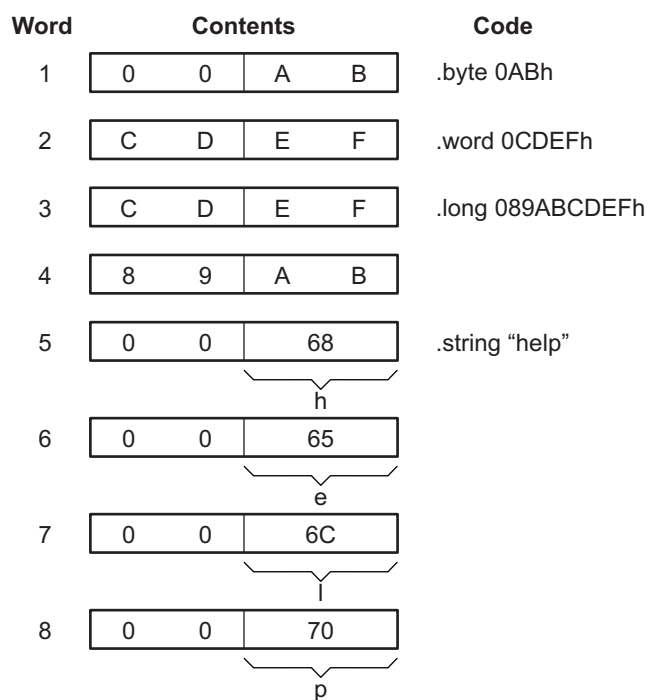 Word Contents Code
1 0 0 A B .byte 0ABh
2 C D E F .word 0CDEFh
3 C D E F .long 089ABCDEFh
4 8 9 A B
5 0 0 68 .string “help”
h
6 0 0 65
e
7 0 0 6C
l
8 0 0 70
p